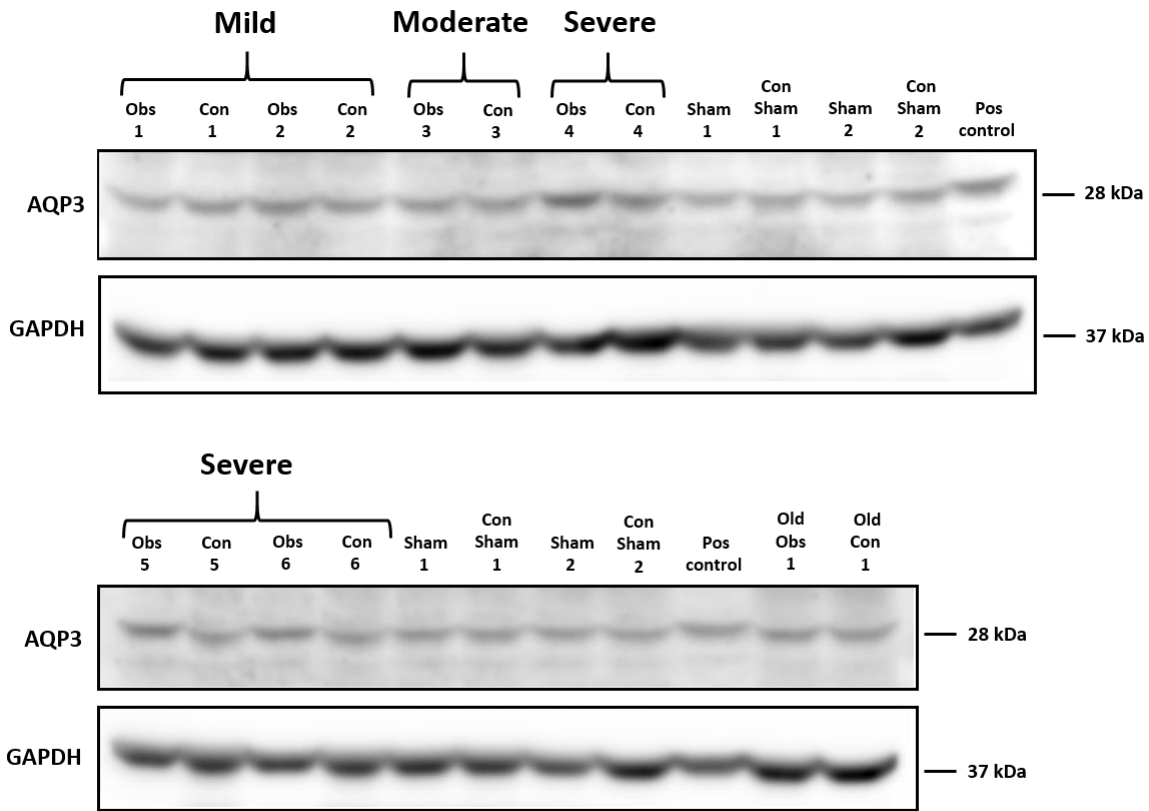 Mild Moderate Severe
Obs Con Obs Con Obs Con Obs Con Sham Con Sham Sham Con Sham Pos control
1 1 2 2 3 3 4 4 1 1 2 2
AQP3
28 kDa
GAPDH
37 kDa
Severe
Obs Con Obs Con Sham Con Sham Sham Con Sham Pos control Old Obs Old Con
5 5 6 6 1 1 2 2 1 1
AQP3
28 kDa
GAPDH
37 kDa